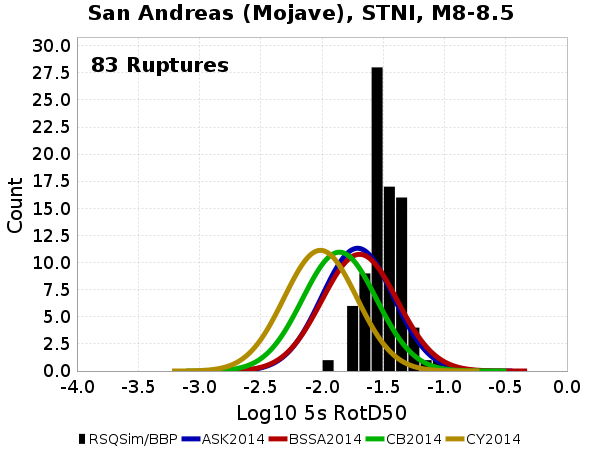 San Andreas (Mojave), STNI, M8-8.5
83 Ruptures
Count
30.0
27.5
25.0
22.5
20.0
17.5
15.0
12.5
10.0
7.5
5.0
2.5
0.0
-4.0 -3.5 -3.0 -2.5 -2.0 -1.5 -1.0 -0.5 0.0
Log10 5s RotD50
RSQSim/BBP ASK2014 BSSA2014 CB2014 CY2014